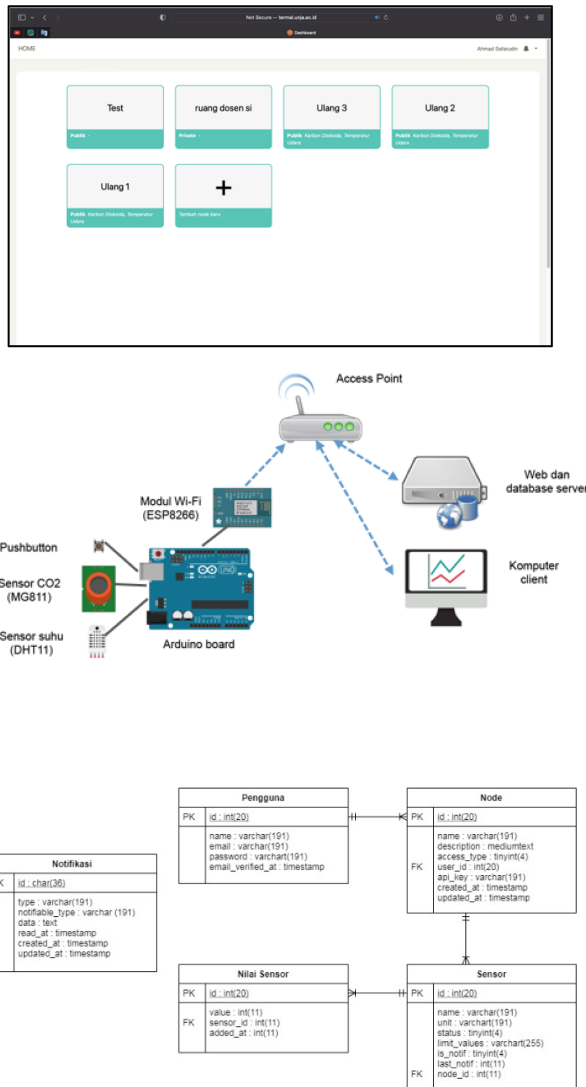 Not Secure — termal.unja.ac.id
Dashboard
HOME
Ahmad Saliarudin
Test
ruang dosen si
Ulang 3
Ulang 2
Publik -
Private -
Publik Karbon Dioksida, Temperatur
Udara
Publik Karbon Dioksida, Temperatur
Udara
Ulang 1
+
Publik Karbon Dioksida, Temperatur
Udara
Tambah node baru
Access Point
Web dan
database server
Modul Wi-Fi
(ESP8266)
Pushbutton
Sensor CO2
(MG811)
Komputer
client
Sensor suhu
(DHT11)
UNO
Arduino board
Pengguna
PK
id : int(20)
name : varchar(191)
email : varchar(191)
password : varchart(191)
email_verified_at : timestamp
Node
PK
id : int(20)
name : varchar(191)
description : mediumtext
access_type : tinyint(4)
FK
user_id : int(20)
api_key : varchar(191)
created_at : timestamp
updated_at : timestamp
Notifikasi
id : char(36)
type : varchar(191)
notifiable_type : varchar (191)
data : text
read_at : timestamp
created_at : timestamp
updated_at : timestamp
Nilai Sensor
PK
id : int(20)
value : int(11)
FK
sensor_id : int(11)
added_at : int(11)
Sensor
PK
id : int(20)
name : varchar(191)
unit : varchart(191)
status : tinyint(4)
limit_values : varchart(255)
is_notif : tinyint(4)
last_notif : int(11)
FK
node_id : int(11)